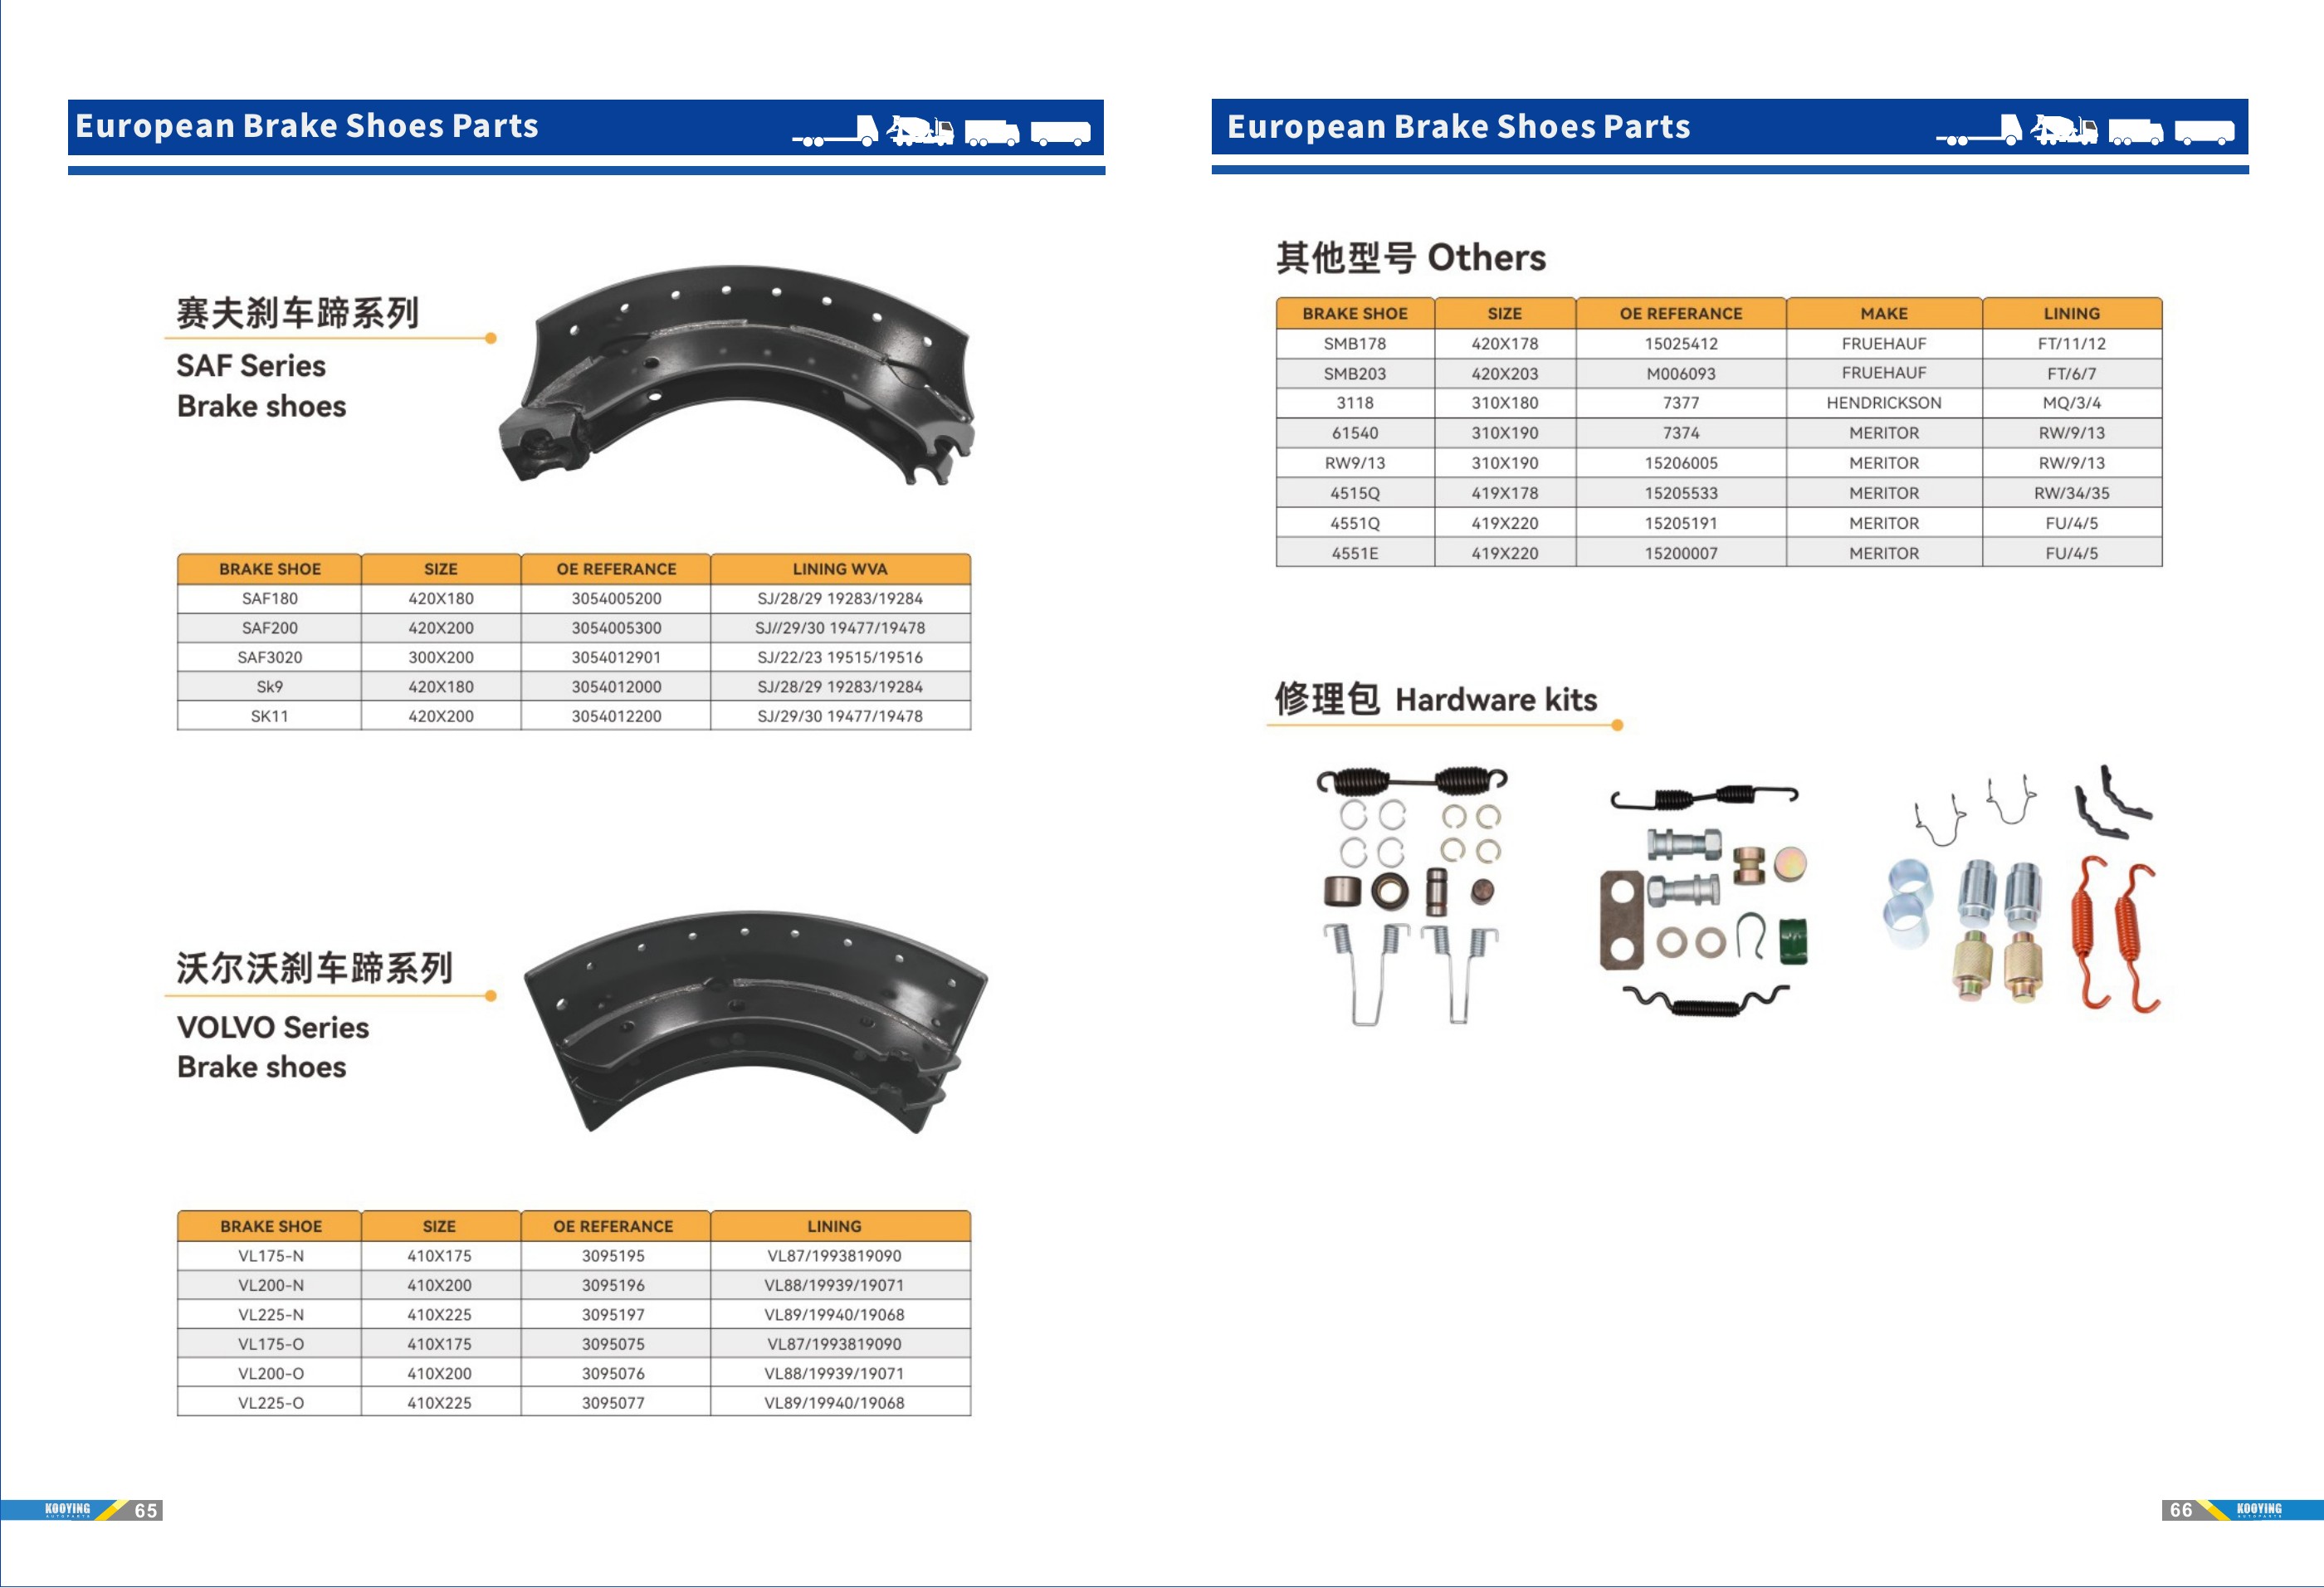 European Brake Shoes Parts
赛夫刹车蹄系列
SAF Series
Brake shoes
BRAKE SHOE SIZE OE REFERANCE LINING WVA
SAF180 420X180 3054005200 SJ/28/29 19283/19284
SAF200 420X200 3054005300 SJ//29/30 19477/19478
SAF3020 300X200 3054012901 SJ/22/23 19515/19516
Sk9 420X180 3054012000 SJ/28/29 19283/19284
SK11 420X200 3054012200 SJ/29/30 19477/19478
沃尔沃刹车蹄系列
VOLVO Series
Brake shoes
BRAKE SHOE SIZE OE REFERANCE LINING
VL175-N 410X175 3095195 VL87/1993819090
VL200-N 410X200 3095196 VL88/19939/19071
VL225-N 410X225 3095197 VL89/19940/19068
VL175-O 410X175 3095075 VL87/1993819090
VL200-O 410X200 3095076 VL88/19939/19071
VL225-O 410X225 3095077 VL89/19940/19068
KOOYING
AUTOPARTS
65
European Brake Shoes Parts
其他型号 Others
BRAKE SHOE SIZE OE REFERANCE MAKE LINING
SMB178 420X178 15025412 FRUEHAUF FT/11/12
SMB203 420X203 M006093 FRUEHAUF FT/6/7
3118 310X180 7377 HENDRICKSON MQ/3/4
61540 310X190 7374 MERITOR RW/9/13
RW9/13 310X190 15206005 MERITOR RW/9/13
4515Q 419X178 15205533 MERITOR RW/34/35
4551Q 419X220 15205191 MERITOR FU/4/5
4551E 419X220 15200007 MERITOR FU/4/5
修理包 Hardware kits
66
KOOYING
AUTOPARTS